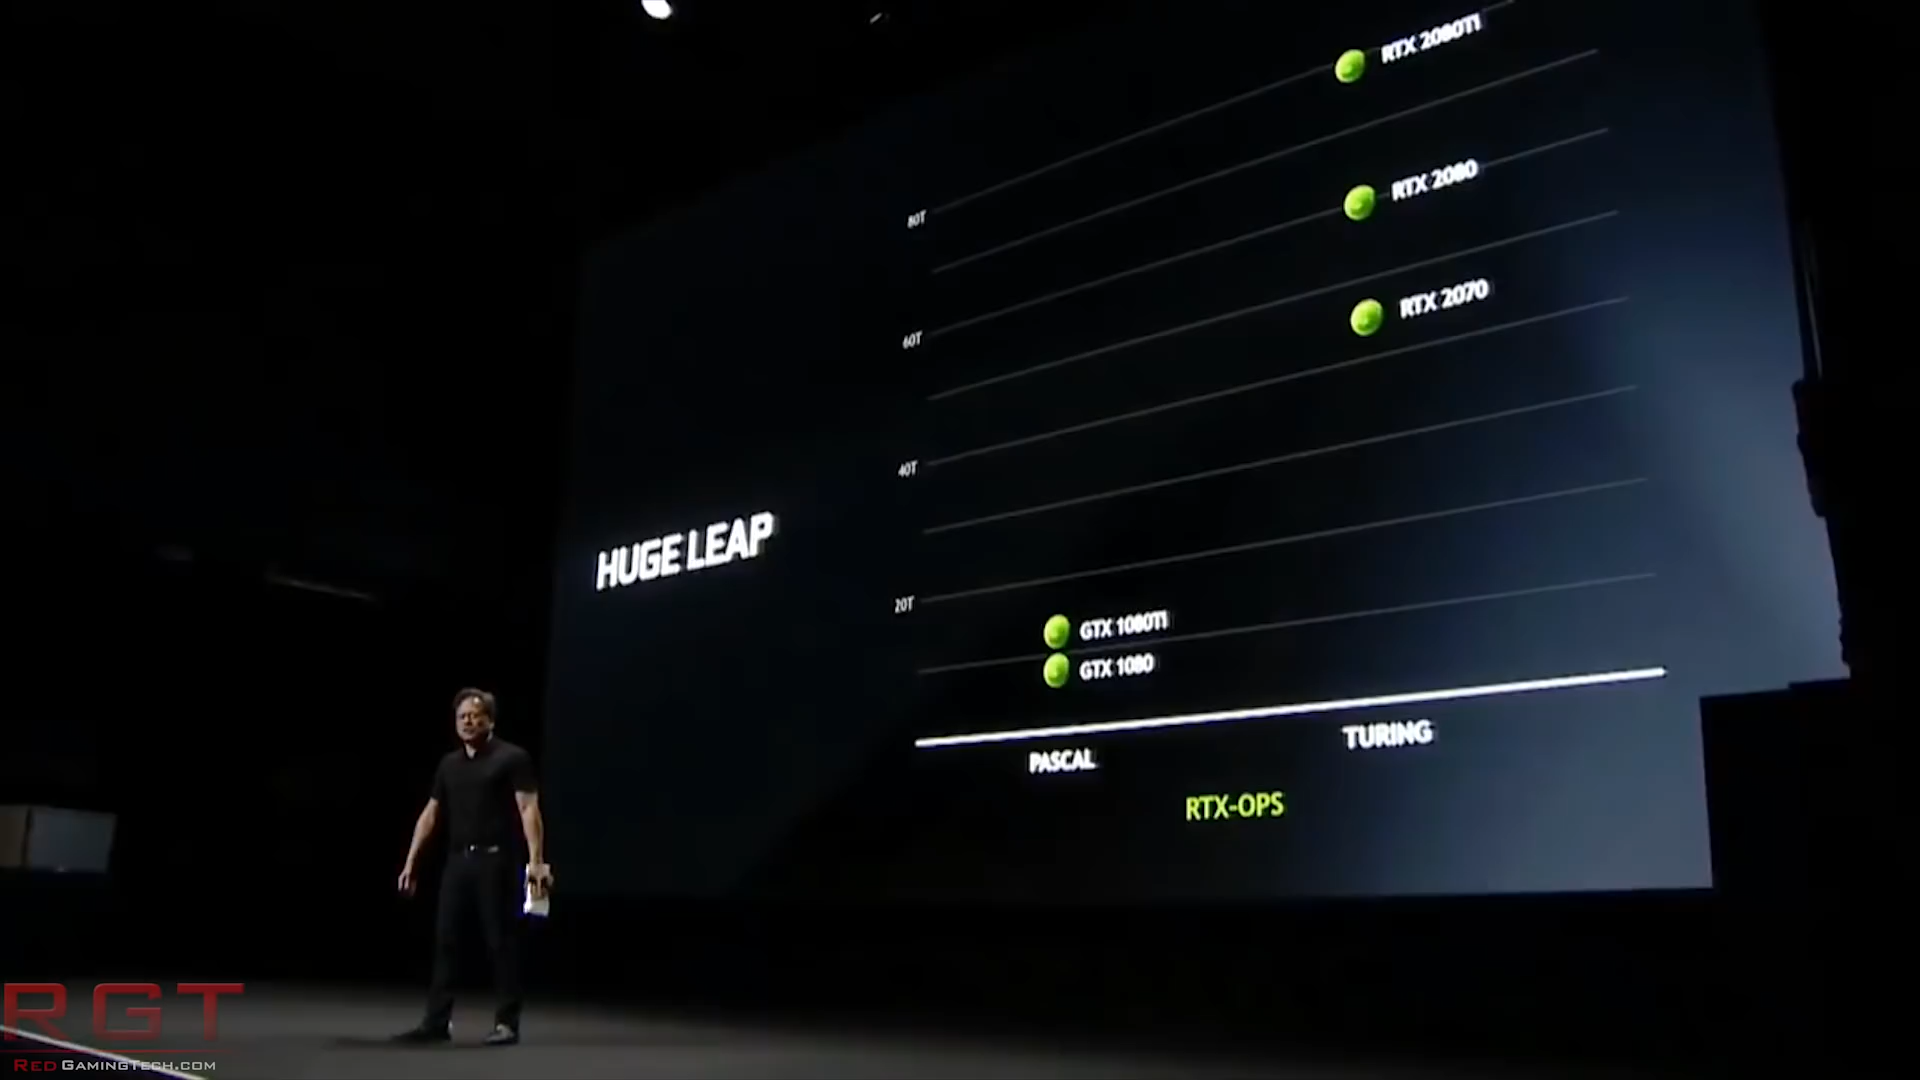 RTX 2080TI
80T
RTX 2080
RTX 2070
60T
40T
HUGE LEAP
20T
GTX 1080TI
GTX 1080
PASCAL
TURING
RTX-OPS
RGT
REDGAMINGTECH.COM